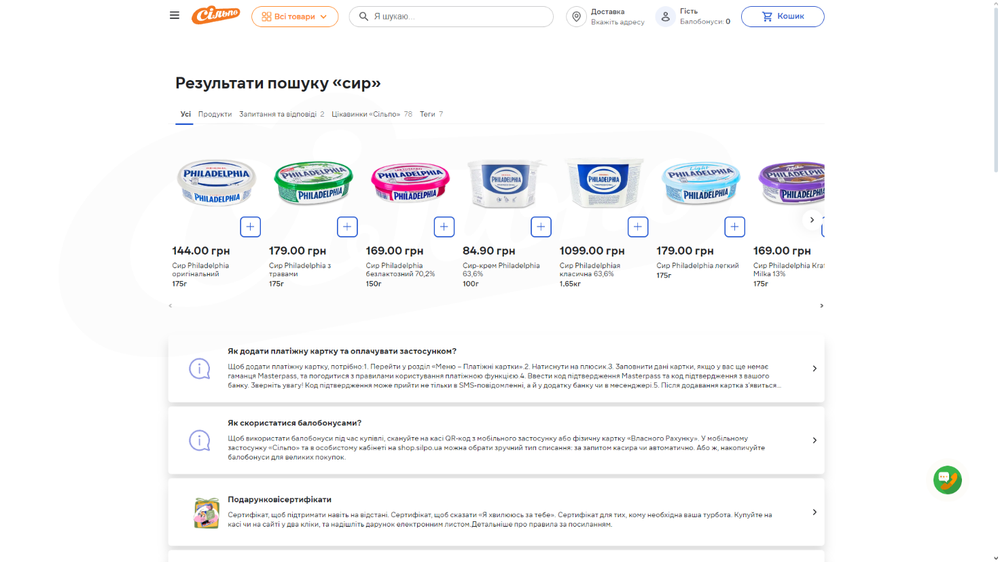 Сільпо
Всі товари
Я шукаю...
Доставка
Вкажіть адресу
Гість
Балобонуси: 0
Кошик
Результати пошуку «сир»
Усі Продукти Запитання та відповіді 2 Цікавинки «Сільпо» 78 Теги 7
ORIGINAL
PHILADELPHIA
PHILADELPHIA
PHILADELPHIA
PHILADELPHIA
PHILADELPHIA
PHILADELPHIA
PHILADELPHIA
PHILADELPHIA
Light
PHILADELPHIA
PHILADELPHIA
Milka
PHILADELPHIA
PHILADELPHIA
144.00 грн
Сир Philadelphia
оригінальний
175г
179.00 грн
Сир Philadelphia з
травами
175г
169.00 грн
Сир Philadelphia
безлактозний 70,2%
150г
84.90 грн
Сир-крем Philadelphia
63,6%
100г
1099.00 грн
Сир Philadelphiaя
класична 63,6%
1,65кг
179.00 грн
Сир Philadelphia легкий
175г
169.00 грн
Сир Philadelphia Kraf
Milka 13%
175г
Як додати платіжну картку та оплачувати застосунком?
Щоб додати платіжну картку, потрібно:1. Перейти у розділ «Меню – Платіжні картки».2. Натиснути на плюсик.3. Заповнити дані картки, якщо у вас ще немає
гаманця Masterpass, та погодитися з правилами користування платіжною функцією.4. Ввести код підтвердження Masterpass та код підтвердження з вашого
банку. Зверніть увагу! Код підтвердження може прийти не тільки в SMS-повідомленні, а й у додатку банку чи в месенджері.5. Після додавання картка з’явиться...
Як скористатися балобонусами?
Щоб використати балобонуси під час купівлі, скануйте на касі QR-код з мобільного застосунку або фізичну картку «Власного Рахунку». У мобільному
застосунку «Сільпо» та в особистому кабінеті на shop.silpo.ua можна обрати зручний тип списання: за запитом касира чи автоматично. Або ж, накопичуйте
балобонуси для великих покупок.
Подарунковісертифікати
Сертифікат, щоб підтримати навіть на відстані. Сертифікат, щоб сказати «Я хвилююсь за тебе». Сертифікат для тих, кому необхідна ваша турбота. Купуйте на
касі чи на сайті у два кліки, та надішліть дарунок електронним листом.Детальніше про правила за посиланням.